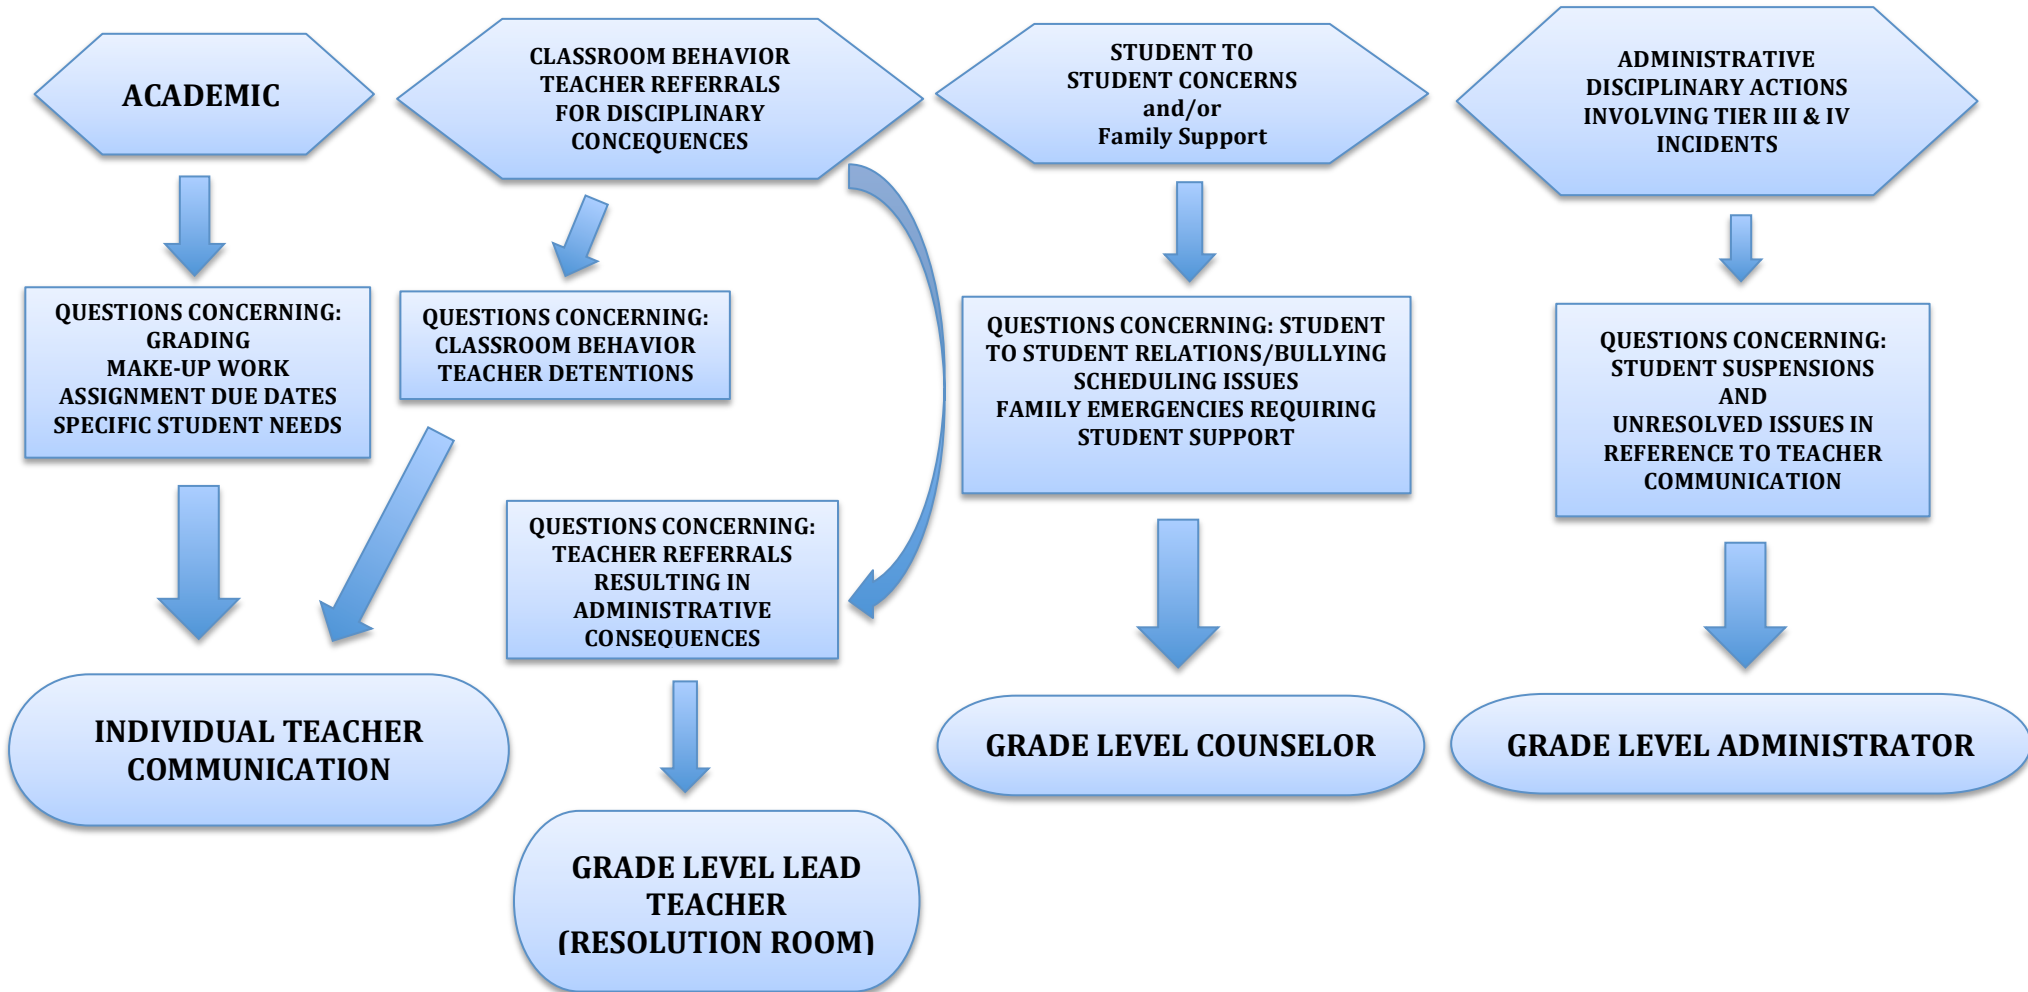 ACADEMIC
CLASSROOM BEHAVIOR
TEACHER REFERRALS
FOR DISCIPLINARY
CONCEQUENCES
STUDENT TO
STUDENT CONCERNS
and/or
Family Support
ADMINISTRATIVE
DISCIPLINARY ACTIONS
INVOLVING TIER III & IV
INCIDENTS
QUESTIONS CONCERNING:
GRADING
MAKE-UP WORK
ASSIGNMENT DUE DATES
SPECIFIC STUDENT NEEDS
QUESTIONS CONCERNING:
CLASSROOM BEHAVIOR
TEACHER DETENTIONS
QUESTIONS CONCERNING: STUDENT
TO STUDENT RELATIONS/BULLYING
SCHEDULING ISSUES
FAMILY EMERGENCIES REQUIRING
STUDENT SUPPORT
QUESTIONS CONCERNING:
STUDENT SUSPENSIONS
AND
UNRESOLVED ISSUES IN
REFERENCE TO TEACHER
COMMUNICATION
QUESTIONS CONCERNING:
TEACHER REFERRALS
RESULTING IN
ADMINISTRATIVE
CONSEQUENCES
INDIVIDUAL TEACHER
COMMUNICATION
GRADE LEVEL COUNSELOR
GRADE LEVEL ADMINISTRATOR
GRADE LEVEL LEAD
TEACHER
(RESOLUTION ROOM)